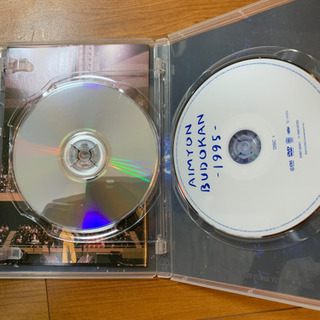 AIMYON
BUDOKAN
-1995-
DISC 1